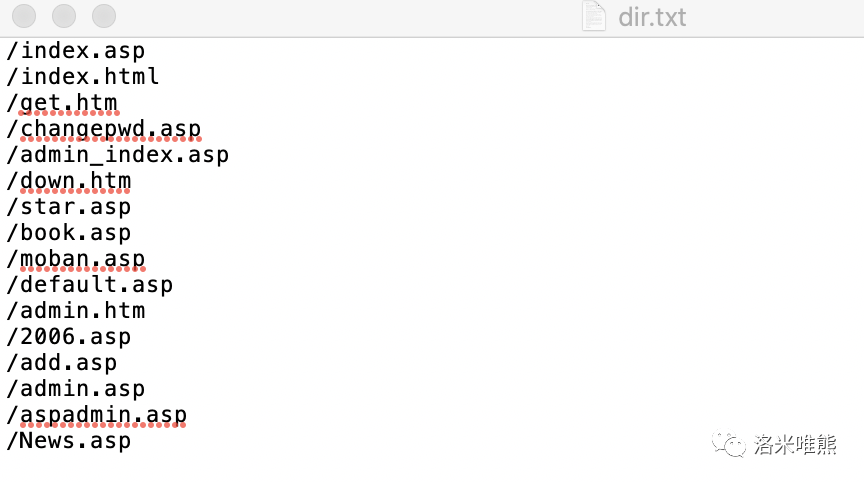 dir.txt
/index.asp
/index.html
/get.htm
/changepwd.asp
/admin_index.asp
/down.htm
/star.asp
/book.asp
/moban.asp
/default.asp
/admin.htm
/2006.asp
/add.asp
/admin.asp
/aspadmin.asp
/News.asp
洛米唯熊